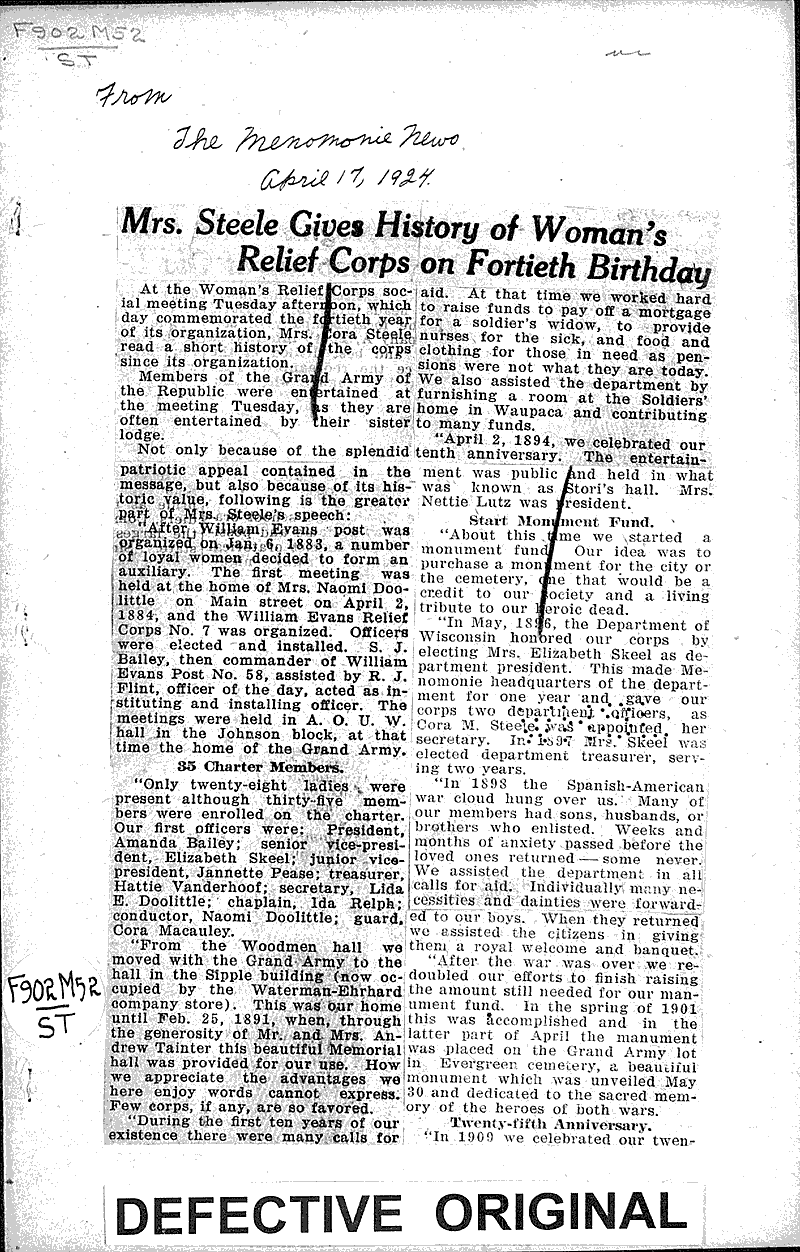 F902 M52
ST
From
The Menomonie News
April 17, 1924.
Mrs. Steele Gives History of Woman's
Relief Corps on Fortieth Birthday
At the Woman's Relief Corps soc-
ial meeting Tuesday afternoon, which
day commemorated the fortieth year
of its organization, Mrs. Cora Steele
read a short history of the corps
since its organization.
Members of the Grand Army of
the Republic were entertained at
the meeting Tuesday, as they are
often entertained by their sister
lodge.
Not only because of the splendid
patriotic appeal contained in the
message, but also because of its his-
toric value, following is the greater
part of Mrs. Steele's speech:
"After William Evans post was
organized on Jan. 6, 1883, a number
of loyal women decided to form an
auxiliary. The first meeting was
held at the home of Mrs. Naomi Doo-
little on Main street on April 2,
1884, and the William Evans Relief
Corps No. 7 was organized. Officers
were elected and installed. S. J.
Bailey, then commander of William
Evans Post No. 58, assisted by R. J.
Flint, officer of the day, acted as in-
stituting and installing officer. The
meetings were held in A. O. U. W.
hall in the Johnson block, at that
time the home of the Grand Army.
35 Charter Members.
"Only twenty-eight ladies were
present although thirty-five mem-
bers were enrolled on the charter.
Our first officers were: President,
Amanda Bailey; senior vice-presi-
dent, Elizabeth Skeel; junior vice-
president, Jannette Pease; treasurer,
Hattie Vanderhoof; secretary, Lida
E. Doolittle; chaplain, Ida Relph;
conductor, Naomi Doolittle; guard,
Cora Macauley.
"From the Woodmen hall we
moved with the Grand Army to the
hall in the Sipple building (now oc-
cupied by the Waterman-Ehrhard
company store). This was our home
until Feb. 25, 1891, when, through
the generosity of Mr. and Mrs. An-
drew Tainter this beautiful Memorial
hall was provided for our use. How
we appreciate the advantages we
here enjoy words cannot express.
Few corps, if any, are so favored.
"During the first ten years of our
existence there were many calls for
aid. At that time we worked hard
to raise funds to pay off a mortgage
for a soldier's widow, to provide
nurses for the sick, and food and
clothing for those in need as pen-
sions were not what they are today.
We also assisted the department by
furnishing a room at the Soldiers'
home in Waupaca and contributing
to many funds.
"April 2, 1894, we celebrated our
tenth anniversary. The entertain-
ment was public and held in what
was known as Stori's hall. Mrs.
Nettie Lutz was president.
Start Monument Fund.
"About this time we started a
monument fund. Our idea was to
purchase a monument for the city or
the cemetery, one that would be a
credit to our society and a living
tribute to our heroic dead.
"In May, 1896, the Department of
Wisconsin honored our corps by
electing Mrs. Elizabeth Skeel as de-
partment president. This made Me-
nomonie headquarters of the depart-
ment for one year and gave our
corps two department officers, as
Cora M. Steele was appointed her
secretary. In 1897 Mrs. Skeel was
elected department treasurer, serv-
ing two years.
"In 1898 the Spanish-American
war cloud hung over us. Many of
our members had sons, husbands, or
brothers who enlisted. Weeks and
months of anxiety passed before the
loved ones returned — some never.
We assisted the department in all
calls for aid. Individually many ne-
cessities and dainties were forward-
ed to our boys. When they returned
we assisted the citizens in giving
them a royal welcome and banquet.
"After the war was over we re-
doubled our efforts to finish raising
the amount still needed for our man-
ument fund. In the spring of 1901
this was accomplished and in the
latter part of April the manument
was placed on the Grand Army lot
in Evergreen cemetery, a beautiful
monument which was unveiled May
30 and dedicated to the sacred mem-
ory of the heroes of both wars.
Twenty-fifth Anniversary.
"In 1909 we celebrated our twen-
F902 M52
ST
DEFECTIVE ORIGINAL